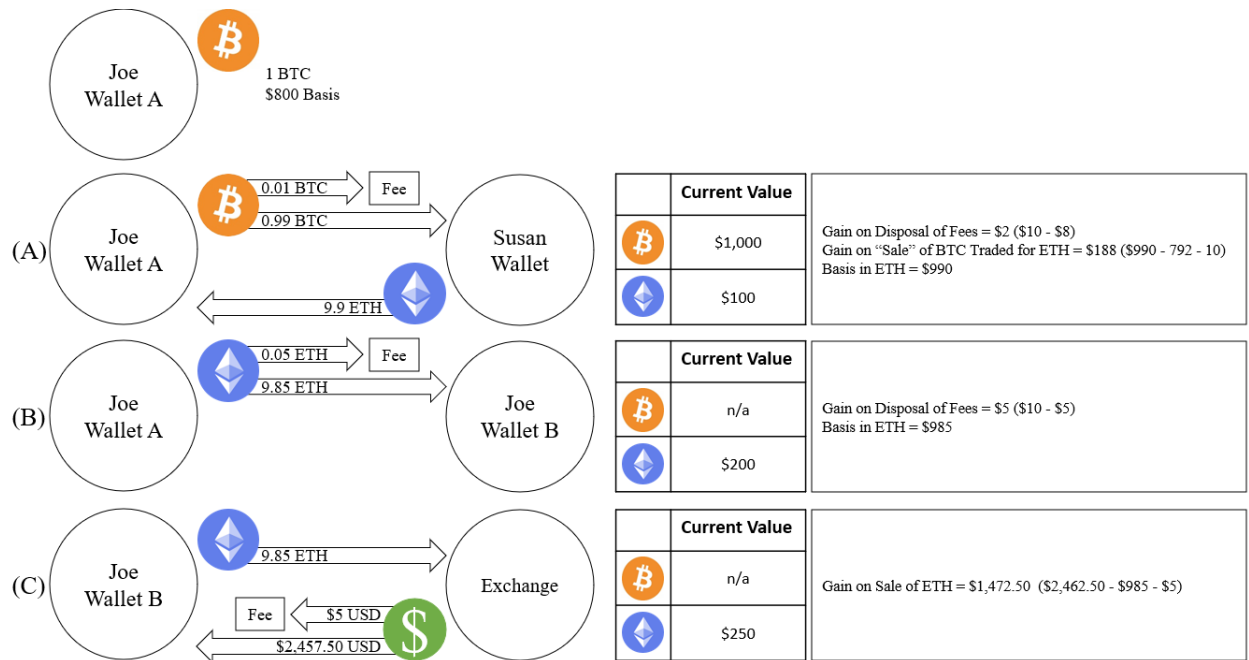 Joe
Wallet A
1 BTC
$800 Basis
(A)
Joe
Wallet A
0.01 BTC
Fee
0.99 BTC
9.9 ETH
Susan
Wallet
Current Value
$1,000
$100
Gain on Disposal of Fees = $2 ($10 - $8)
Gain on “Sale” of BTC Traded for ETH = $188 ($990 - 792 - 10)
Basis in ETH = $990
(B)
Joe
Wallet A
0.05 ETH
Fee
9.85 ETH
Joe
Wallet B
Current Value
n/a
$200
Gain on Disposal of Fees = $5 ($10 - $5)
Basis in ETH = $985
(C)
Joe
Wallet B
9.85 ETH
Fee
$5 USD
$2,457.50 USD
$
Exchange
Current Value
n/a
$250
Gain on Sale of ETH = $1,472.50 ($2,462.50 - $985 - $5)